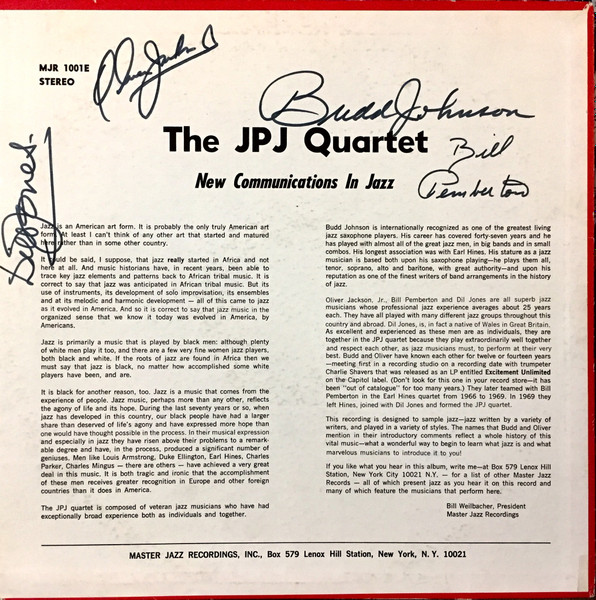 MJR 1001E
STEREO
Oliver Jackson Jr
Budd Johnson
The JPJ Quartet
Bill
Pemberton
New Communications In Jazz
Dill Jones
Jazz is an American art form. It is probably the only truly American art
form. At least I can't think of any other art that started and matured
here rather than in some other country.
It could be said, I suppose, that jazz really started in Africa and not
here at all. And music historians have, in recent years, been able to
trace key jazz elements and patterns back to African tribal music. It is
correct to say that jazz was anticipated in African tribal music. But its
use of instruments, its development of solo improvisation, its ensembles
and at its melodic and harmonic development — all of this came to jazz
as it evolved in America. And so it is correct to say that jazz music in the
organized sense that we know it today was evolved in America, by
Americans.
Jazz is primarily a music that is played by black men: although plenty
of white men play it too, and there are a few very fine women jazz players,
both black and white. If the roots of jazz are found in Africa then we
must say that jazz is black, no matter how accomplished some white
players have been, and are.
It is black for another reason, too. Jazz is a music that comes from the
experience of people. Jazz music, perhaps more than any other, reflects
the agony of life and its hope. During the last seventy years or so, when
jazz has developed in this country, our black people have had a larger
share than deserved of life's agony and have expressed more hope than
one would have thought possible to express. In their musical expression
and especially in jazz they have risen above their problems to a remark-
able degree and have, in the process, produced a significant number of
geniuses. Men like Louis Armstrong, Duke Ellington, Earl Hines, Charles
Parker, Charles Mingus — there are others — have achieved a very great
deal in this music. It is both tragic and ironic that the accomplishment
of these men receives greater recognition in Europe and other foreign
countries than it does in America.
The JPJ quartet is composed of veteran jazz musicians who have had
exceptionally broad experience both as individuals and together.
Budd Johnson is internationally recognized as one of the greatest living
jazz saxophone players. His career has covered forty-seven years and he
has played with almost all of the great jazz men, in big bands and in small
combos. His longest association was with Earl Hines. His stature as a jazz
musician is based both upon his saxophone playing—he plays them all,
tenor, soprano, alto and baritone, with great authority—and upon his
reputation as one of the finest writers of band arrangements in the history
of jazz.
Oliver Jackson, Jr., Bill Pemberton and Dil Jones are all superb jazz
musicians whose professional jazz experience averages about 25 years
each. They have all played with many different jazz groups throughout this
country and abroad. Dil Jones, is, in fact a native of Wales in Great Britain.
As excellent and experienced as these men are as individuals, they are
together in the JPJ quartet because they play extraordinarily well together
and respect each other, as jazz musicians must, to perform at their very
best. Budd and Oliver have known each other for twelve or fourteen years
—meeting first in a recording studio on a recording date with trumpeter
Charlie Shavers that was released as an LP entitled Excitement Unlimited
on the Capitol label. (Don't look for this one in your record store—it has
been "out of catalogue" for too many years.) They later teamed with Bill
Pemberton in the Earl Hines quartet from 1966 to 1969. In 1969 they
left Hines, joined with Dil Jones and formed the JPJ quartet.
This recording is designed to sample jazz—jazz written by a variety of
writers, and played in a variety of styles. The names that Budd and Oliver
mention in their introductory comments reflect a whole history of this
vital music—what a wonderful way to begin to learn what jazz is and what
marvelous musicians to introduce it to you!
If you like what you hear in this album, write me—at Box 579 Lenox Hill
Station, New York City 10021 N.Y. — for a list of other Master Jazz
Records — all of which present jazz as you hear it on this record and
many of which feature the musicians that perform here.
Bill Weilbacher, President
Master Jazz Recordings
MASTER JAZZ RECORDINGS, INC., Box 579 Lenox Hill Station, New York, N. Y. 10021